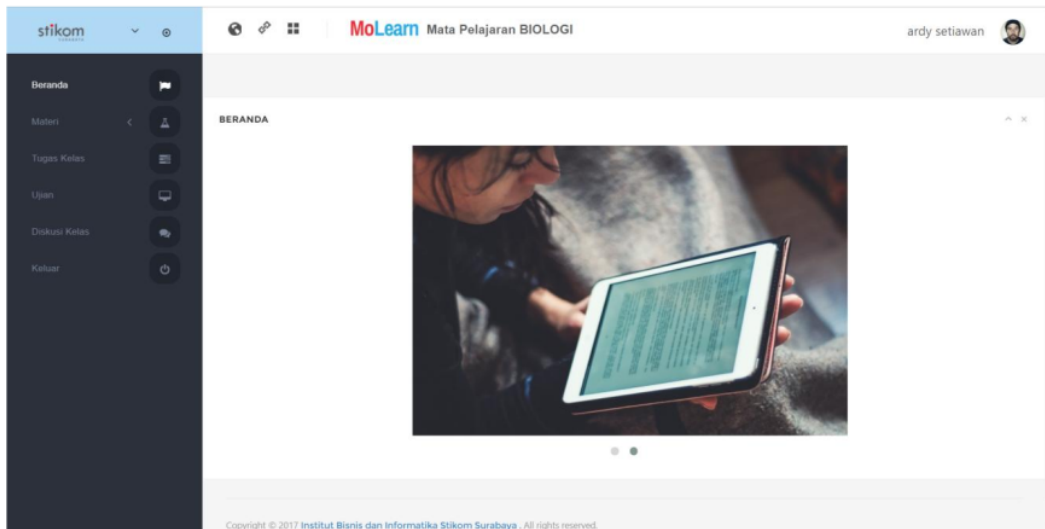 stikom
SURABAYA
MoLearn Mata Pelajaran BIOLOGI
ardy setiawan
Beranda
Materi
Tugas Kelas
Ujian
Diskusi Kelas
Keluar
BERANDA
Copyright © 2017 Institut Bisnis dan Informatika Stikom Surabaya . All rights reserved.